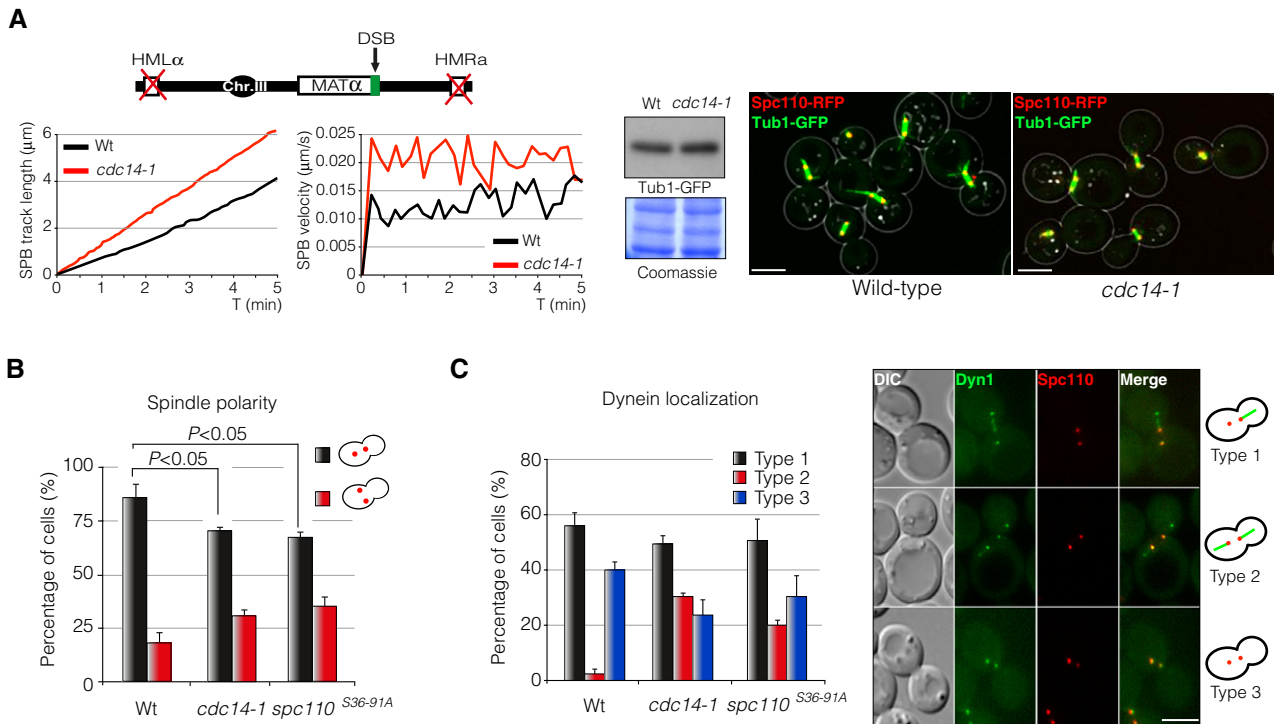 A
DSB
HMLα
HMRa
Chr.III
MATα
SPB track length (μm)
6
4
2
0
Wt
cdc14-1
0 1 2 3 4 5
T (min)
SPB velocity (μm/s)
0.025
0.020
0.015
0.010
0.005
0.000
Wt
cdc14-1
0 1 2 3 4 5
T (min)
Wt cdc14-1
Tub1-GFP
Coomassie
Spc110-RFP
Tub1-GFP
Wild-type
Spc110-RFP
Tub1-GFP
cdc14-1
B
Spindle polarity
P<0.05
P<0.05
Percentage of cells (%)
100
75
50
25
0
Wt cdc14-1 spc110 S36-91A
C
Dynein localization
Type 1
Type 2
Type 3
Percentage of cells (%)
80
60
40
20
0
Wt cdc14-1 spc110 S36-91A
DIC Dyn1 Spc110 Merge
Type 1
Type 2
Type 3